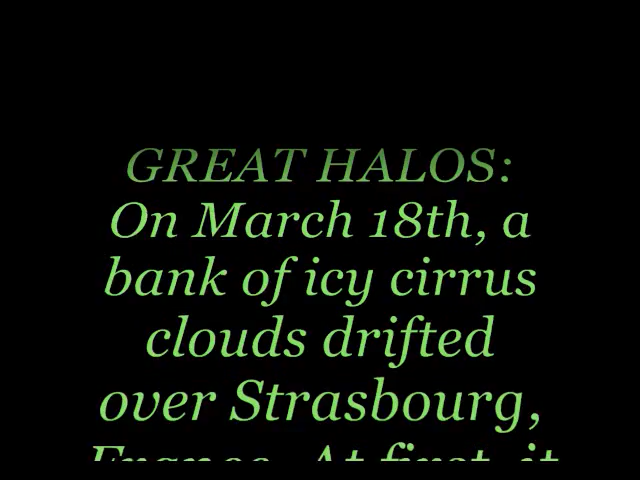 GREAT HALOS:
On March 18th, a
bank of icy cirrus
clouds drifted
over Strasbourg,
France. At first, it